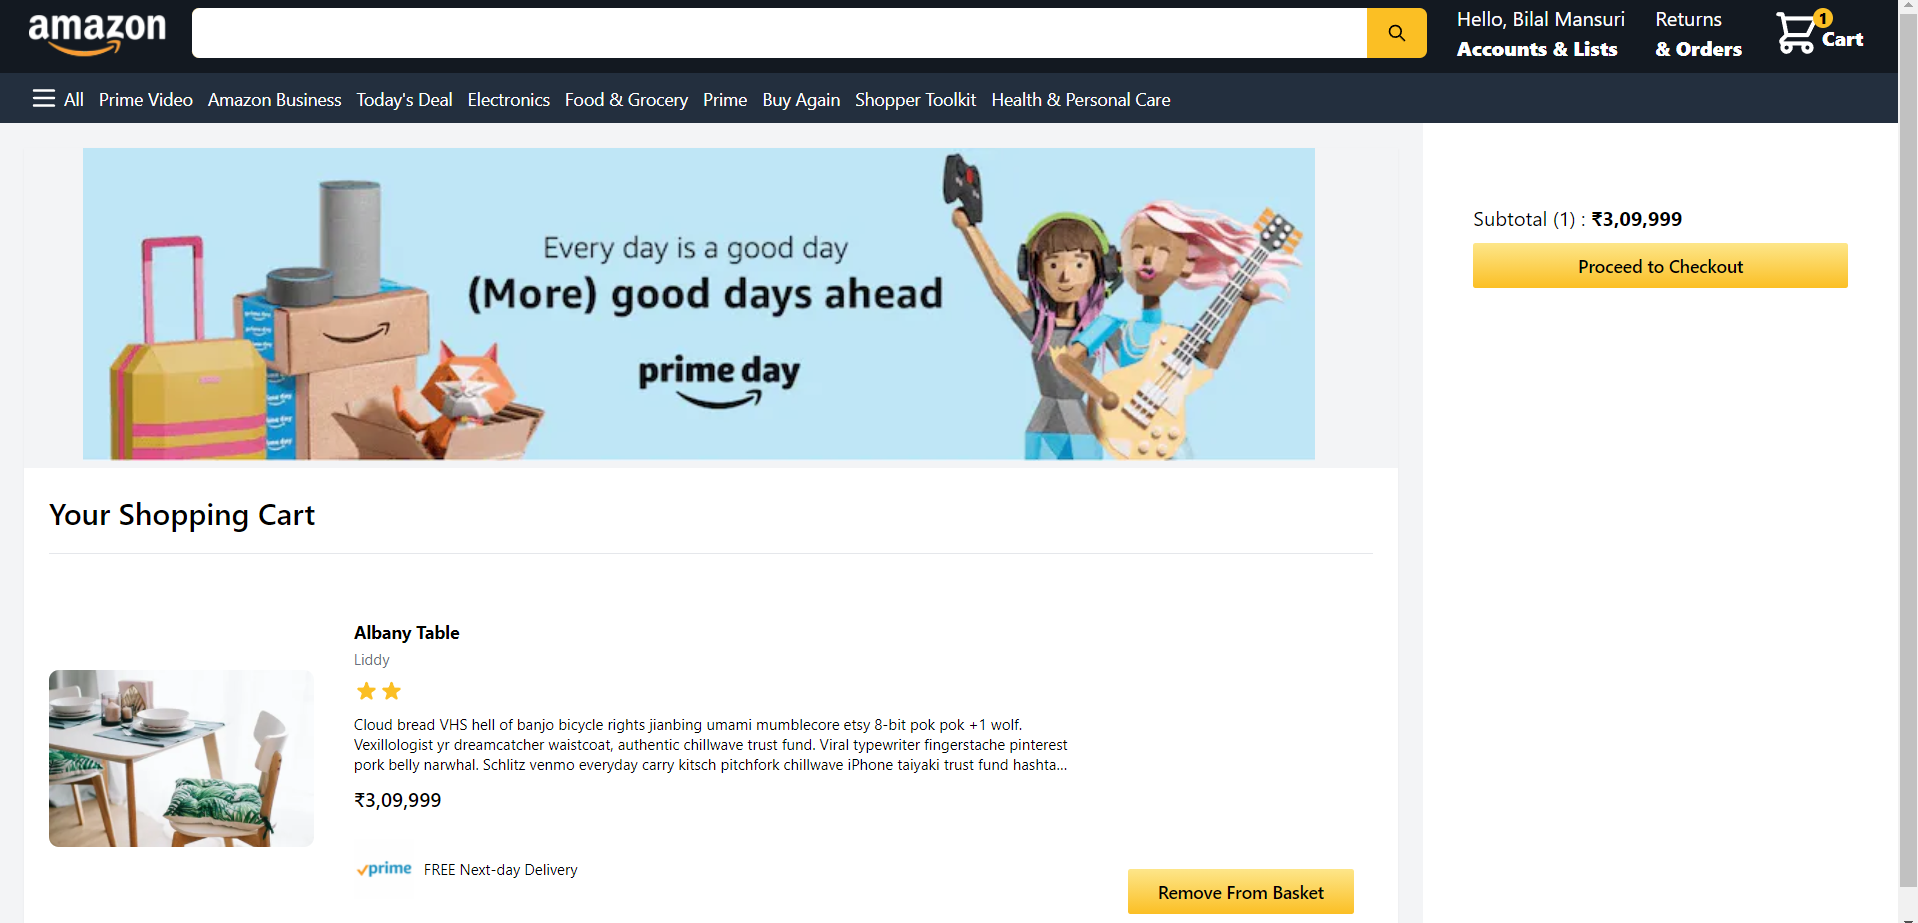 amazon
Hello, Bilal Mansuri
Accounts & Lists
Returns
& Orders
1
Cart
All Prime Video Amazon Business Today's Deal Electronics Food & Grocery Prime Buy Again Shopper Toolkit Health & Personal Care
Every day is a good day
(More) good days ahead
prime day
Subtotal (1) : ₹3,09,999
Proceed to Checkout
Your Shopping Cart
Albany Table
Liddy
Cloud bread VHS hell of banjo bicycle rights jianbing umami mumblecore etsy 8-bit pok pok +1 wolf.
Vexillologist yr dreamcatcher waistcoat, authentic chillwave trust fund. Viral typewriter fingerstache pinterest
pork belly narwhal. Schlitz venmo everyday carry kitsch pitchfork chillwave iPhone taiyaki trust fund hashta...
₹3,09,999
prime FREE Next-day Delivery
Remove From Basket